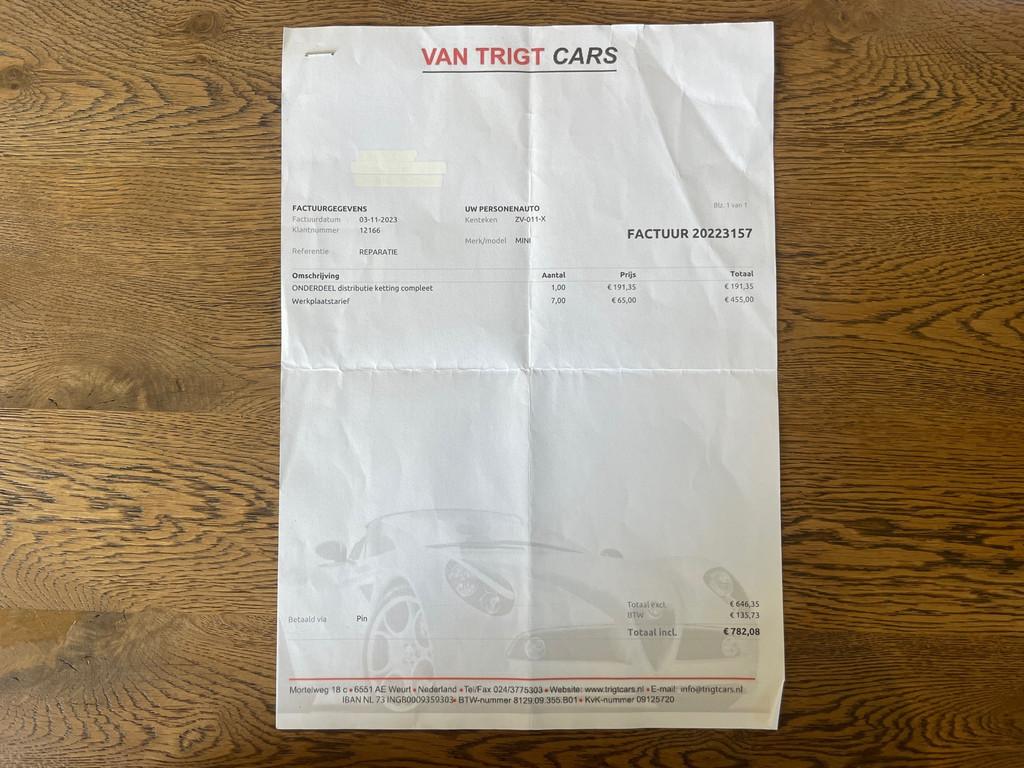 VAN TRIGT CARS
FACTUURGEGEVENS
Factuurdatum 03-11-2023
Klantnummer 12166
Referentie REPARATIE
UW PERSONENAUTO
Kenteken ZV-011-X
Merk/model MINI
Blz. 1 van 1
FACTUUR 20223157
Omschrijving Aantal Prijs Totaal
ONDERDEEL distributie ketting compleet 1,00 € 191,35 € 191,35
Werkplaatstarief 7,00 € 65,00 € 455,00
Betaald via Pin
Totaal excl. € 646,35
BTW € 135,73
Totaal incl. € 782,08
Mortelweg 18 c • 6551 AE Weurt • Nederland • Tel/Fax 024/3775303 • Website: www.trigtcars.nl • E-mail: info@trigtcars.nl
IBAN NL 73 INGB0009359303 • BTW-nummer 8129.09.355.B01 • KvK-nummer 09125720